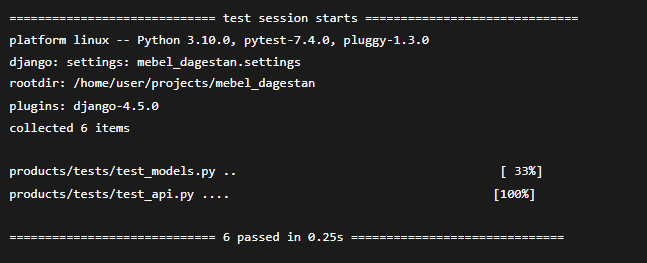 ============================= test session starts ==============================
platform linux -- Python 3.10.0, pytest-7.4.0, pluggy-1.3.0
django: settings: mebel_dagestan.settings
rootdir: /home/user/projects/mebel_dagestan
plugins: django-4.5.0
collected 6 items
products/tests/test_models.py .. [ 33%]
products/tests/test_api.py .... [100%]
============================= 6 passed in 0.25s ==============================